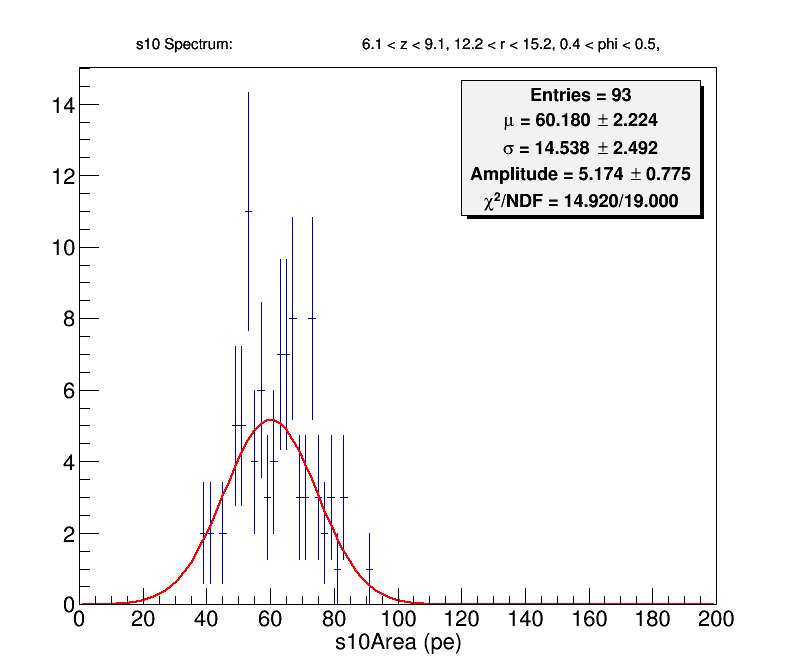 s10 Spectrum: 6.1 < z < 9.1, 12.2 < r < 15.2, 0.4 < phi < 0.5,
Entries = 93
μ = 60.180 ± 2.224
σ = 14.538 ± 2.492
Amplitude = 5.174 ± 0.775
χ²/NDF = 14.920/19.000
14
12
10
8
6
4
2
0
0 20 40 60 80 100 120 140 160 180 200
s10Area (pe)